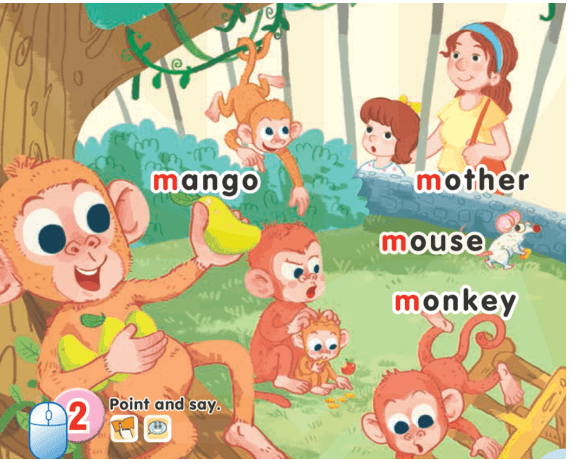 mango
mother
mouse
monkey
2 Point and say.